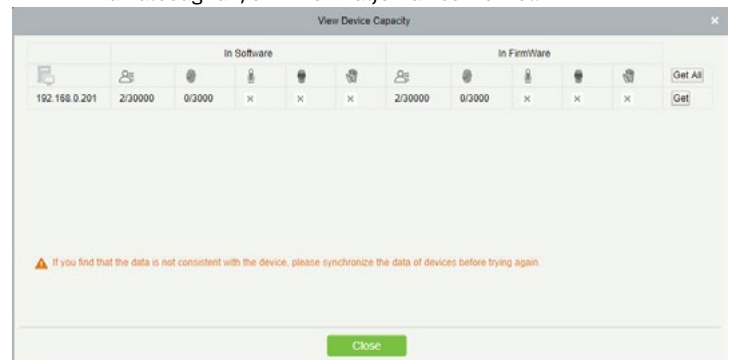 View Device Capacity ×
In Software In FirmWare
Get All
192.168.0.201 2/30000 0/3000 × × × 2/30000 0/3000 × × × Get
If you find that the data is not consistent with the device, please synchronize the data of devices before trying again.
Close